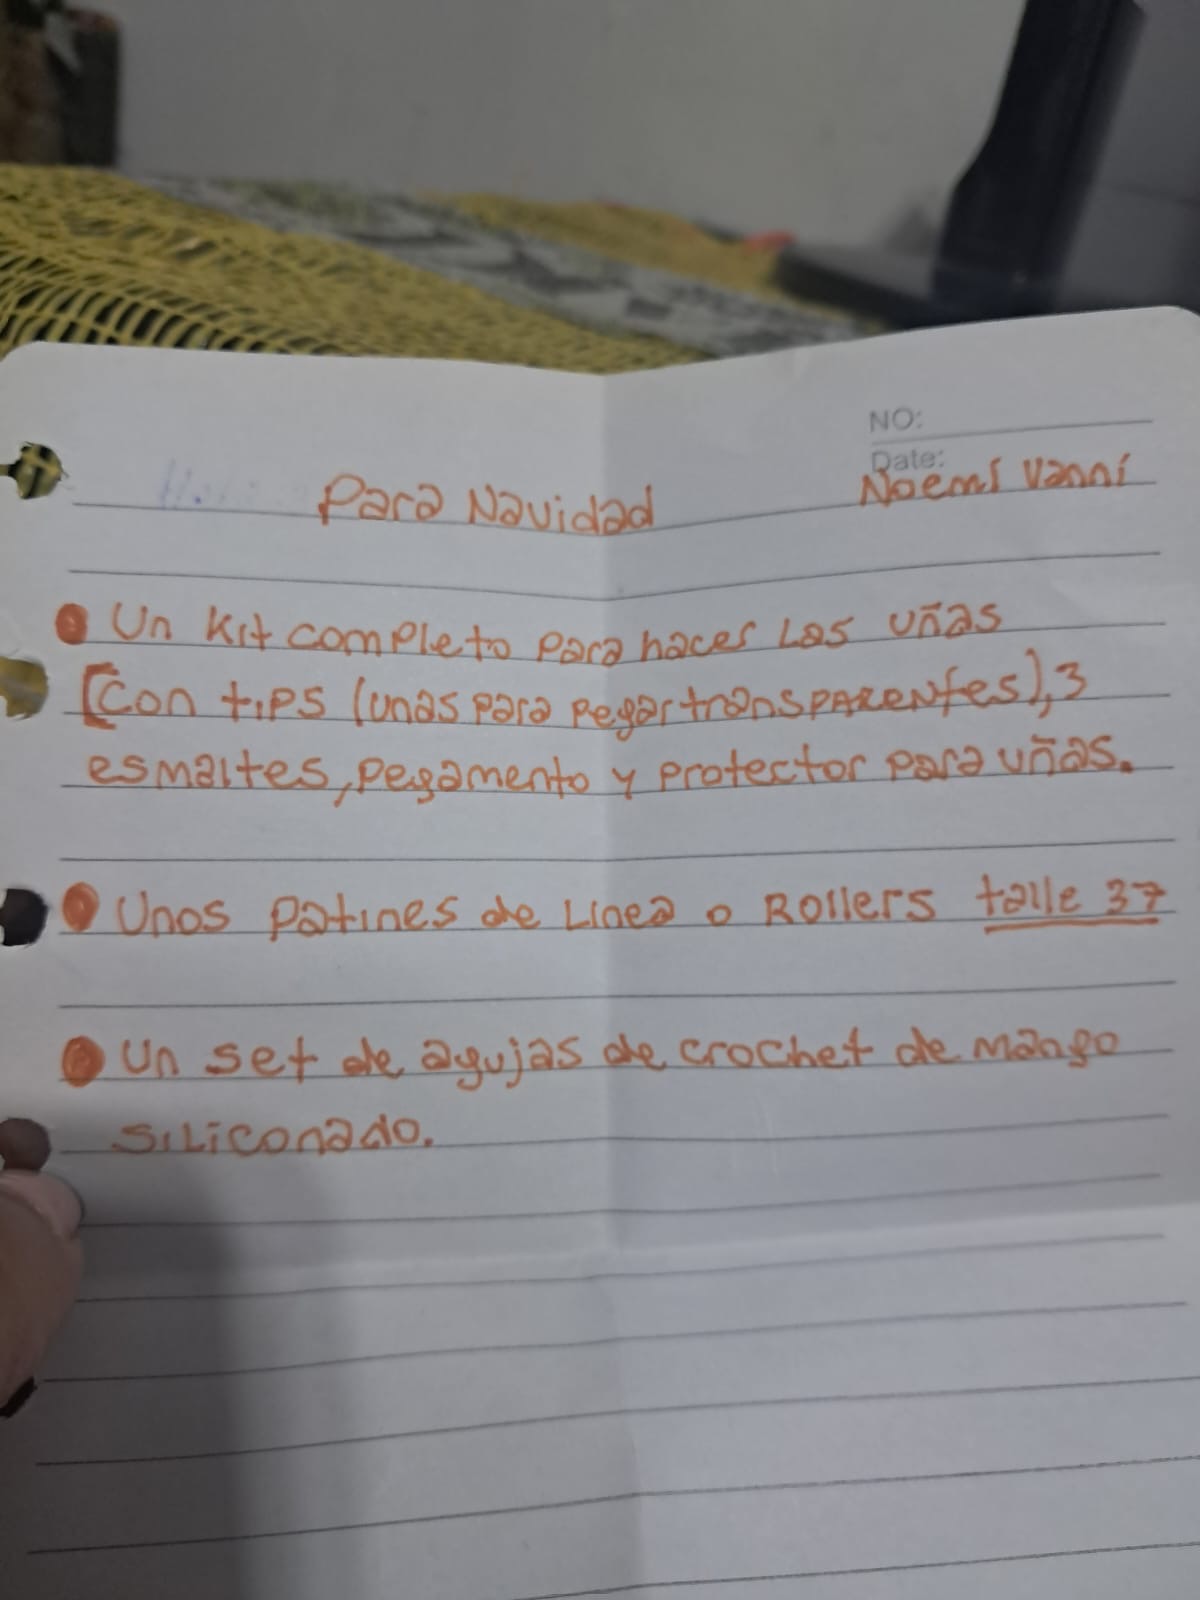 NO:
Date:
Para Navidad
Noemí Vanní
Un Kit completo para hacer Las uñas
[Con tips (unas para pegar transPARENtes), 3
esmaltes, pegamento y protector para uñas.
Unos patines de Linea o Rollers talle 37
Un set de agujas de crochet de mango
siliconado.